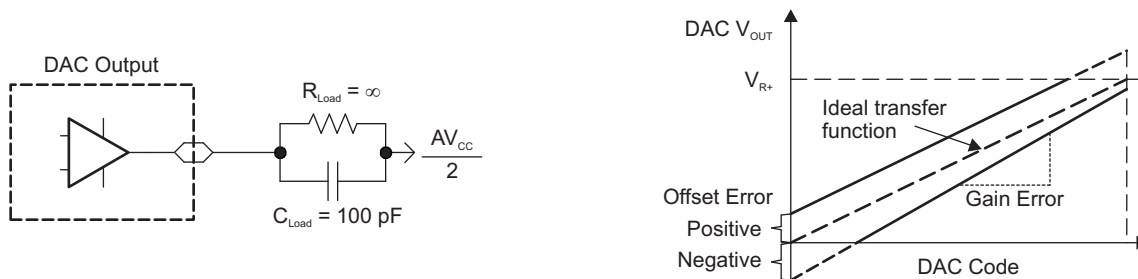 DAC Output
R_Load = ∞
C_Load = 100 pF
AV_CC
2
DAC V_OUT
V_R+
Ideal transfer
function
Offset Error
Positive
Negative
Gain Error
DAC Code